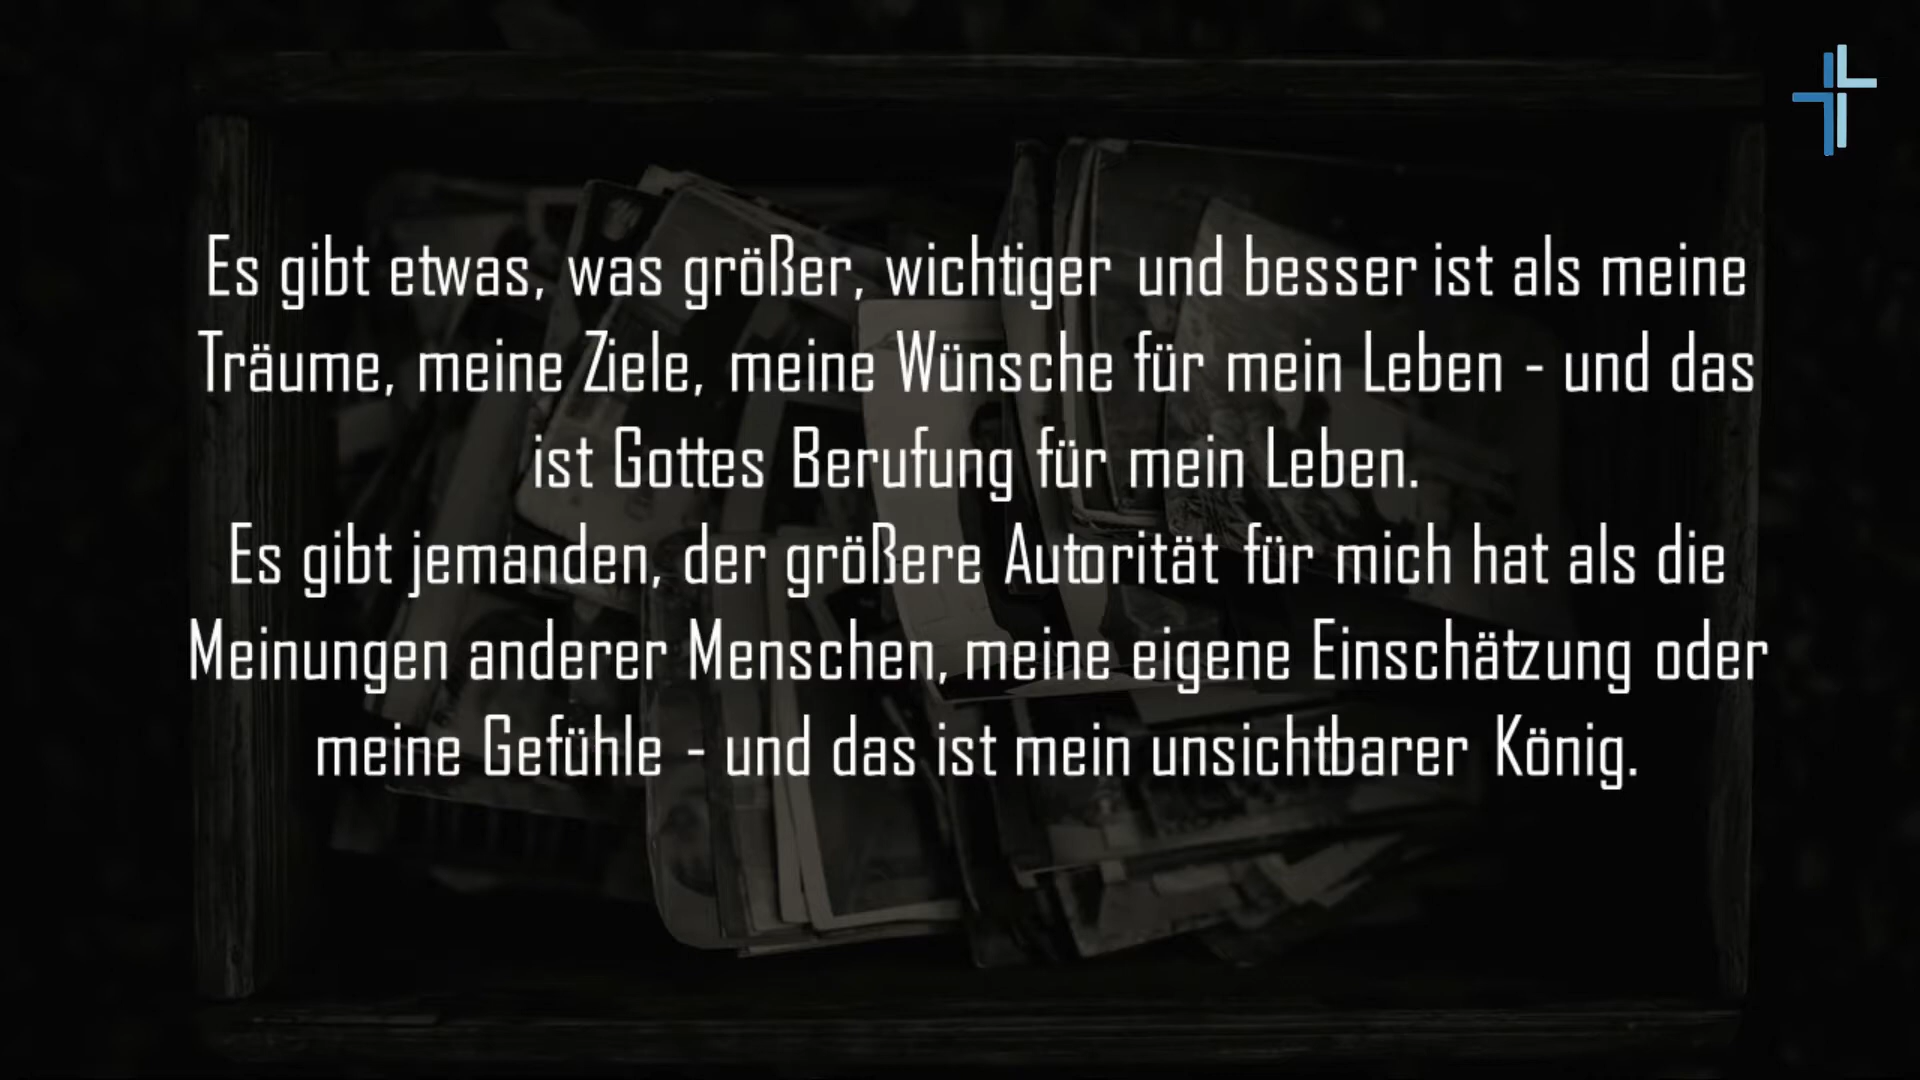 Es gibt etwas, was größer, wichtiger und besser ist als meine
Träume, meine Ziele, meine Wünsche für mein Leben - und das
ist Gottes Berufung für mein Leben.
Es gibt jemanden, der größere Autorität für mich hat als die
Meinungen anderer Menschen, meine eigene Einschätzung oder
meine Gefühle - und das ist mein unsichtbarer König.